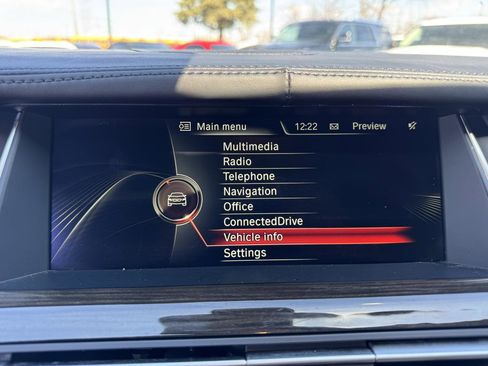 Main menu 12:22 Preview
Multimedia
Radio
Telephone
Navigation
Office
ConnectedDrive
Vehicle info
Settings